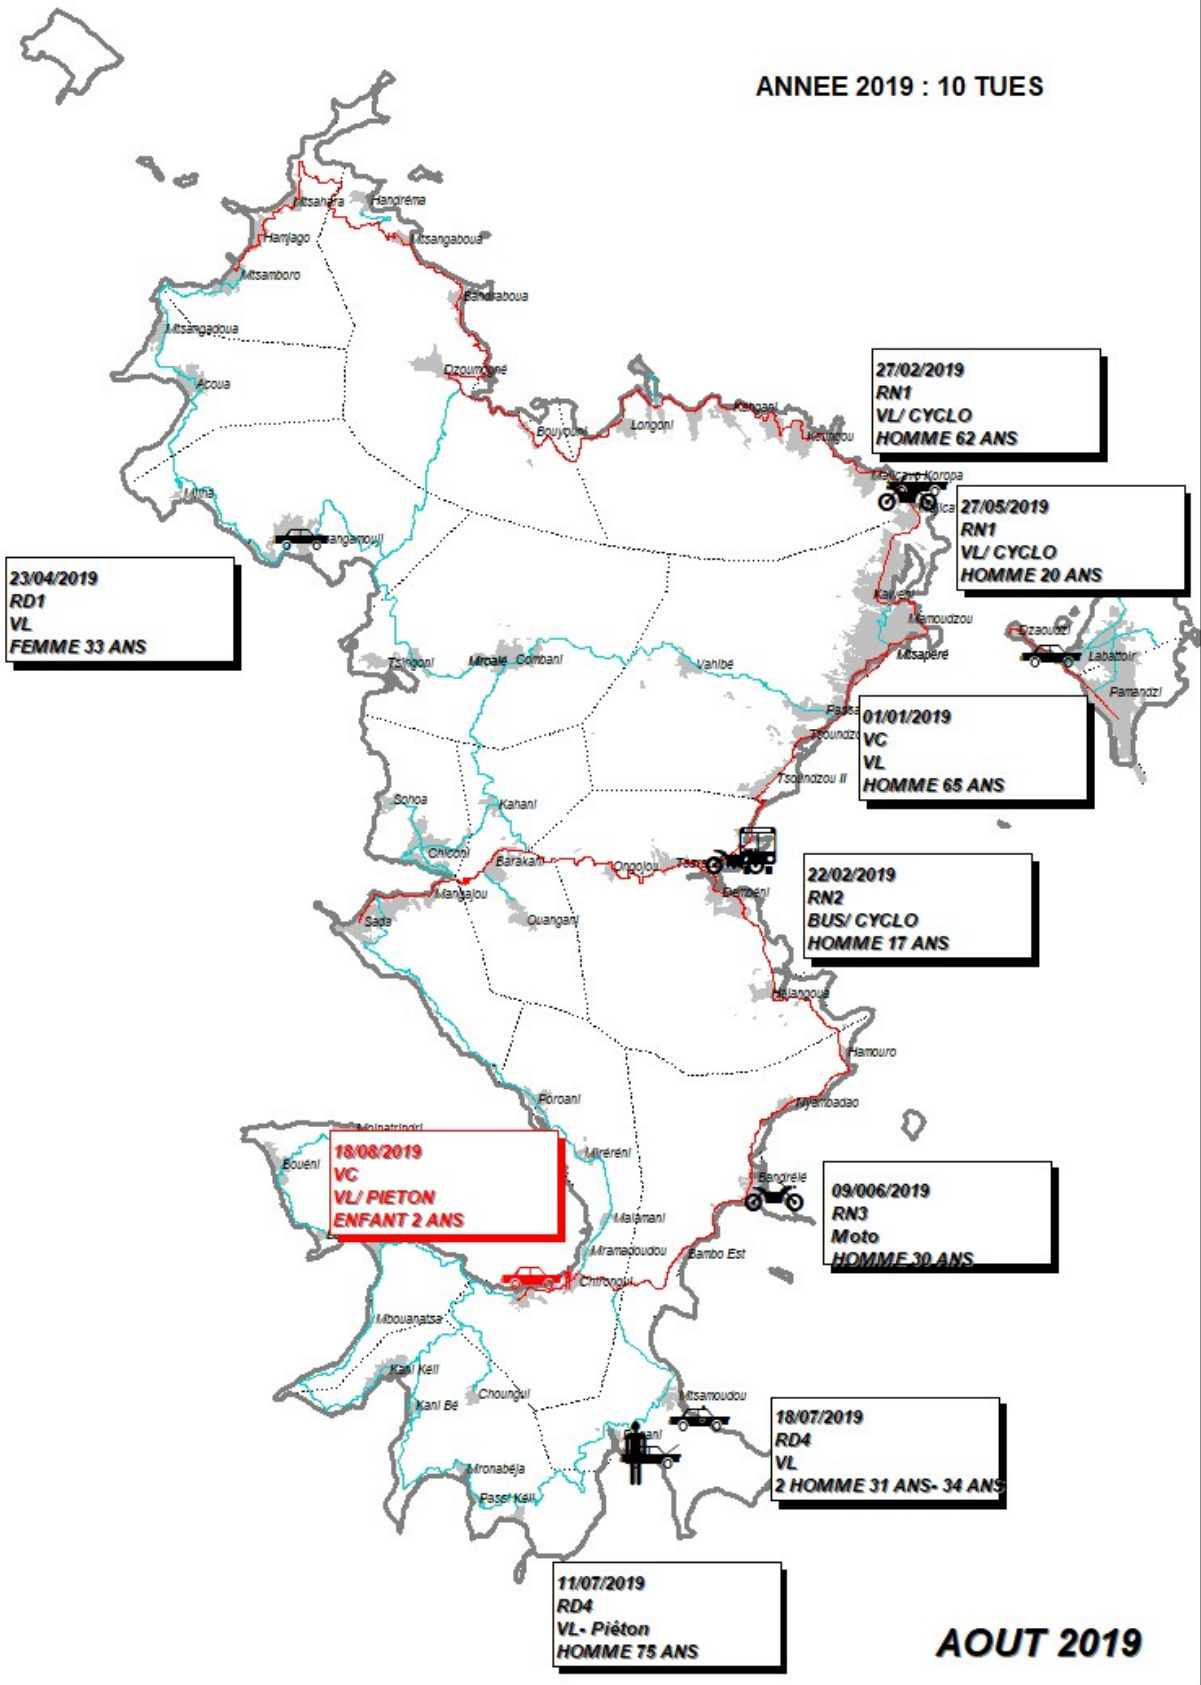 ANNEE 2019 : 10 TUES
Mtsahara
Handréma
Hamjago
Mtsangaboua
Mtsamboro
Bandraboua
Mtsangadoua
Dzoumogné
Acoua
27/02/2019
RN1
VL/ CYCLO
HOMME 62 ANS
Kangani
Longoni
Bouyouni
Koungou
Majicavo Koropa
Mtiha
27/05/2019
RN1
VL/ CYCLO
HOMME 20 ANS
23/04/2019
RD1
VL
FEMME 33 ANS
Kawéni
Mamoudzou
Dzaoudzi
Mtsapéré
Labattoir
Tsingoni
Miroalé
Combani
Vahibé
Pamandzi
Passa
01/01/2019
VC
VL
HOMME 65 ANS
Tsoundzou II
Sohoa
Kahani
Chiconi
Barakani
Ongojou
22/02/2019
RN2
BUS/ CYCLO
HOMME 17 ANS
Mangajou
Dembéni
Sada
Ouangani
Hajangoua
Hamouro
Poroani
Nyambadao
18/08/2019
VC
VL/ PIETON
ENFANT 2 ANS
Bouéni
Miréréni
Bandrélé
09/006/2019
RN3
Moto
HOMME 30 ANS
Malamani
Mramadoudou
Bambo Est
Chirongui
Mbouanatsa
Kani Kéli
Choungui
Kani Bé
Mtsamoudou
18/07/2019
RD4
VL
2 HOMME 31 ANS- 34 ANS
Mronabéja
Passi Kéli
11/07/2019
RD4
VL- Piéton
HOMME 75 ANS
AOUT 2019